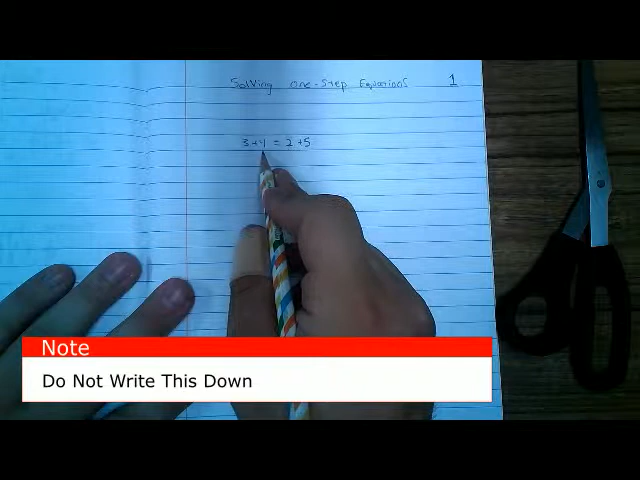 Solving one-step Equations 1
3+4 = 2+5
Note
Do Not Write This Down